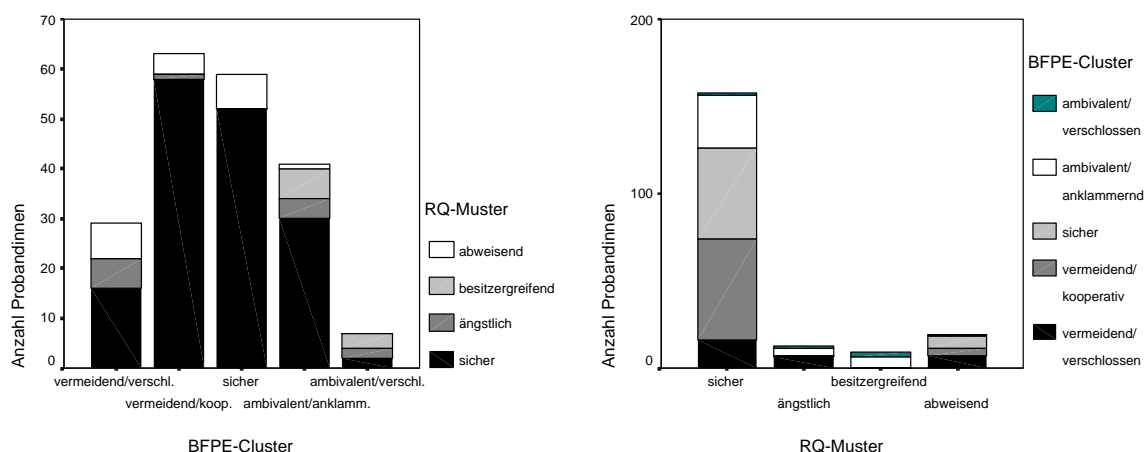 70
60
50
40
30
20
10
0
Anzahl Probandinnen
vermeidend/verschl.
sicher
ambivalent/verschl.
vermeidend/koop.
ambivalent/anklamm.
BFPE-Cluster
RQ-Muster
abweisend
besitzergreifend
ängstlich
sicher
200
100
0
Anzahl Probandinnen
sicher
besitzergreifend
ängstlich
abweisend
RQ-Muster
BFPE-Cluster
ambivalent/
verschlossen
ambivalent/
anklammernd
sicher
vermeidend/
kooperativ
vermeidend/
verschlossen